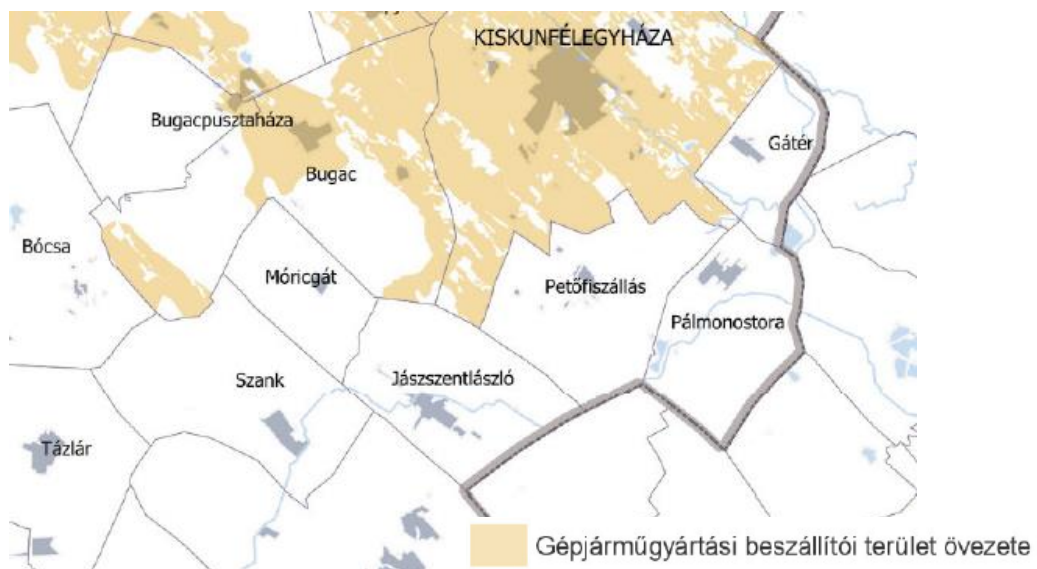 KISKUNFÉLEGYHÁZA
Bugacpusztaháza
Gátér
Bugac
Bócsa
Móricgát
Petőfiszállás
Pálmonostora
Szank
Jászszentlászló
Tázlár
Gépjárműgyártási beszállítói terület övezete